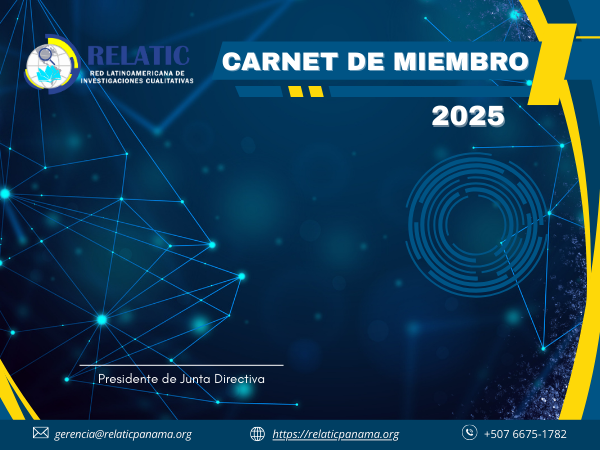 RELATIC
RED LATINOAMERICANA DE
INVESTIGACIONES CUALITATIVAS
CARNET DE MIEMBRO
2025
Presidente de Junta Directiva
gerencia@relaticpanama.org
https://relaticpanama.org
+507 6675-1782